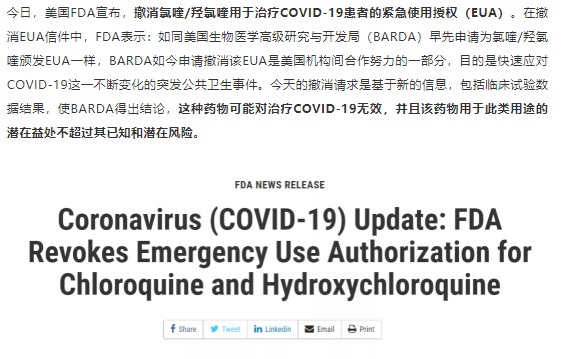 今日，美国FDA宣布，撤消氯喹/羟氯喹用于治疗COVID-19患者的紧急使用授权（EUA）。在撤
消EUA信件中，FDA表示：如同美国生物医学高级研究与开发局（BARDA）早先申请为氯喹/羟氯
喹颁发EUA一样，BARDA如今申请撤消该EUA是美国机构间合作努力的一部分，目的是快速应对
COVID-19这一不断变化的突发公共卫生事件。今天的撤消请求是基于新的信息，包括临床试验数
据结果，使BARDA得出结论，这种药物可能对治疗COVID-19无效，并且该药物用于此类用途的
潜在益处不超过其已知和潜在风险。
FDA NEWS RELEASE
Coronavirus (COVID-19) Update: FDA
Revokes Emergency Use Authorization for
Chloroquine and Hydroxychloroquine
Share Tweet Linkedin Email Print